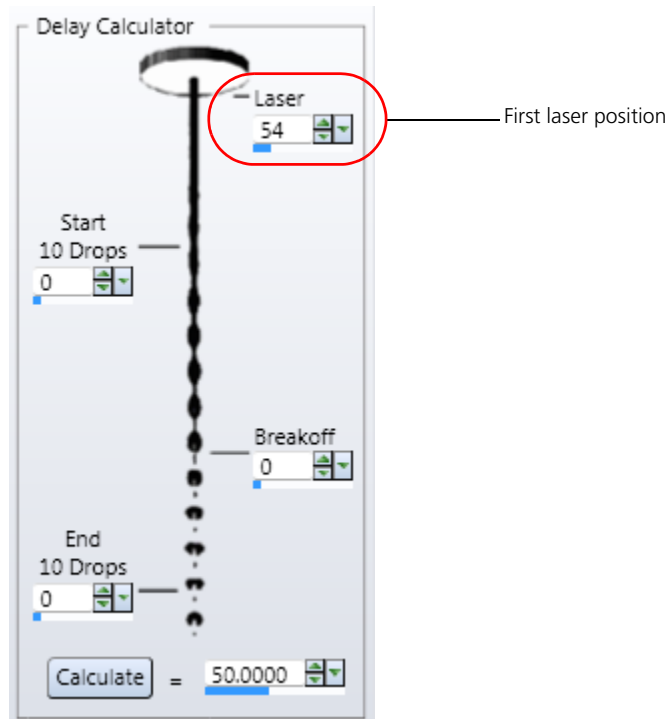 Delay Calculator
Laser
54
First laser position
Start
10 Drops
0
Breakoff
0
End
10 Drops
0
Calculate = 50.0000